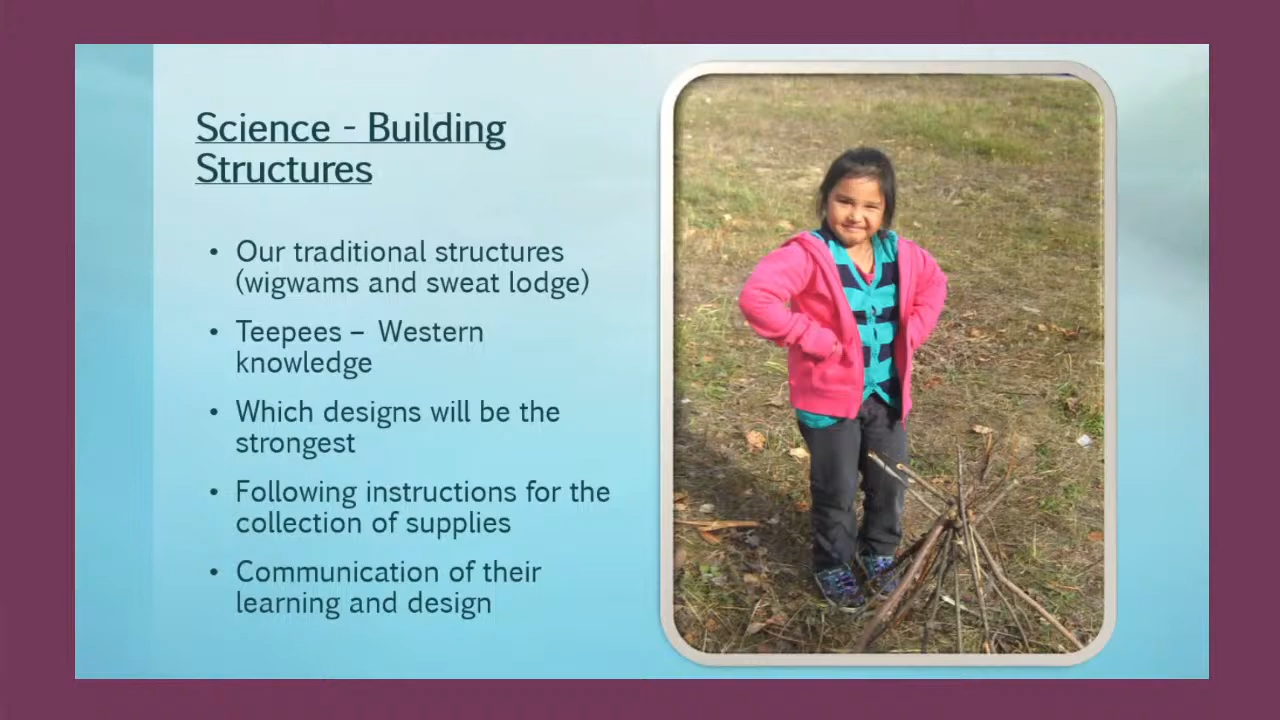 Science - Building
Structures
• Our traditional structures
(wigwams and sweat lodge)
• Teepees – Western
knowledge
• Which designs will be the
strongest
• Following instructions for the
collection of supplies
• Communication of their
learning and design